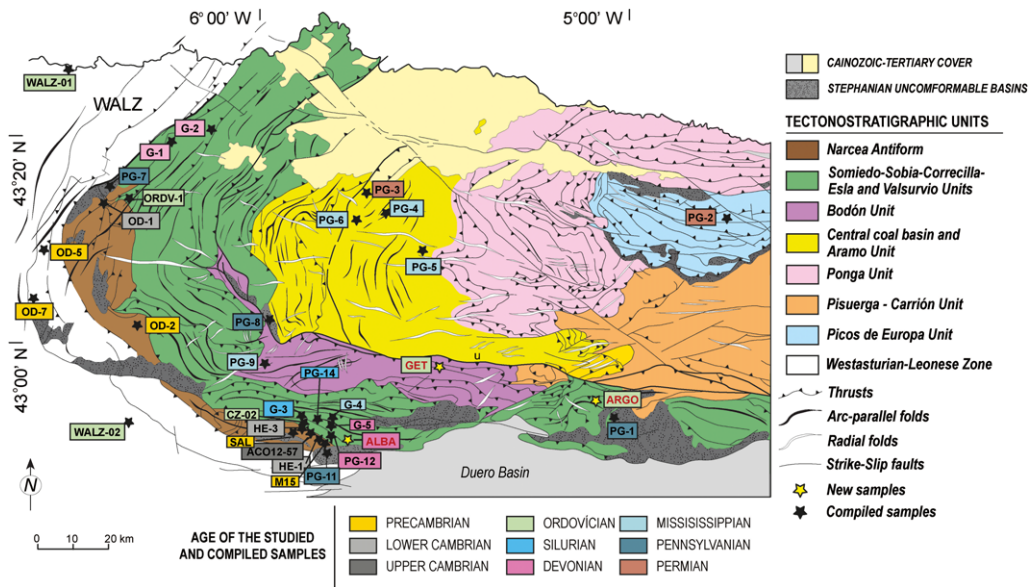 6° 00' W
5° 00' W
43° 20' N
43° 00' N
WALZ-01
WALZ
G-2
G-1
PG-7
ORDV-1
OD-1
OD-5
OD-7
OD-2
PG-3
PG-4
PG-6
PG-5
PG-2
PG-8
PG-9
PG-14
GET
u
ARGO
PG-1
WALZ-02
CZ-02
G-3
G-4
HE-3
G-5
SAL
ALBA
ACO12-57
HE-1
PG-12
PG-11
M15
Duero Basin
N
0 10 20 km
CAINOZOIC-TERTIARY COVER
STEPHANIAN UNCOMFORMABLE BASINS
TECTONOSTRATIGRAPHIC UNITS
Narcea Antiform
Somiedo-Sobia-Correcilla-
Esla and Valsurvio Units
Bodón Unit
Central coal basin and
Aramo Unit
Ponga Unit
Pisuerga - Carrión Unit
Picos de Europa Unit
Westasturian-Leonese Zone
Thrusts
Arc-parallel folds
Radial folds
Strike-Slip faults
New samples
Compiled samples
AGE OF THE STUDIED
AND COMPILED SAMPLES
PRECAMBRIAN
LOWER CAMBRIAN
UPPER CAMBRIAN
ORDOVÍCIAN
SILURIAN
DEVONIAN
MISSISISSIPPIAN
PENNSYLVANIAN
PERMIAN